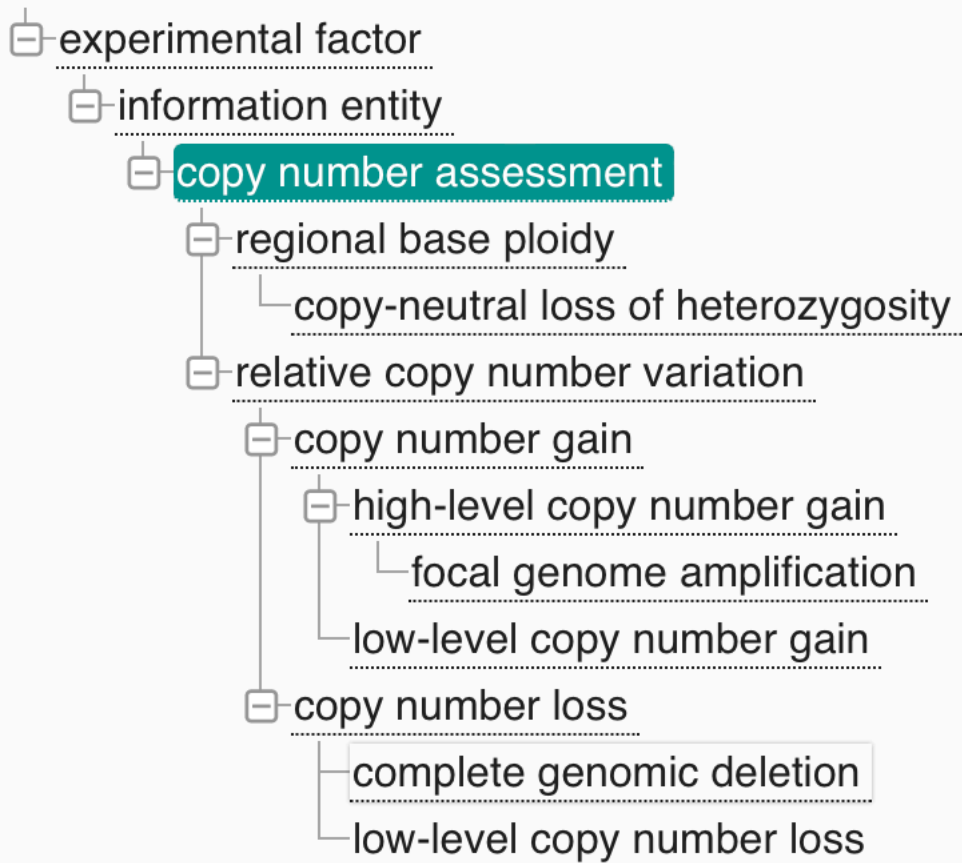 experimental factor
information entity
copy number assessment
regional base ploidy
copy-neutral loss of heterozygosity
relative copy number variation
copy number gain
high-level copy number gain
focal genome amplification
low-level copy number gain
copy number loss
complete genomic deletion
low-level copy number loss